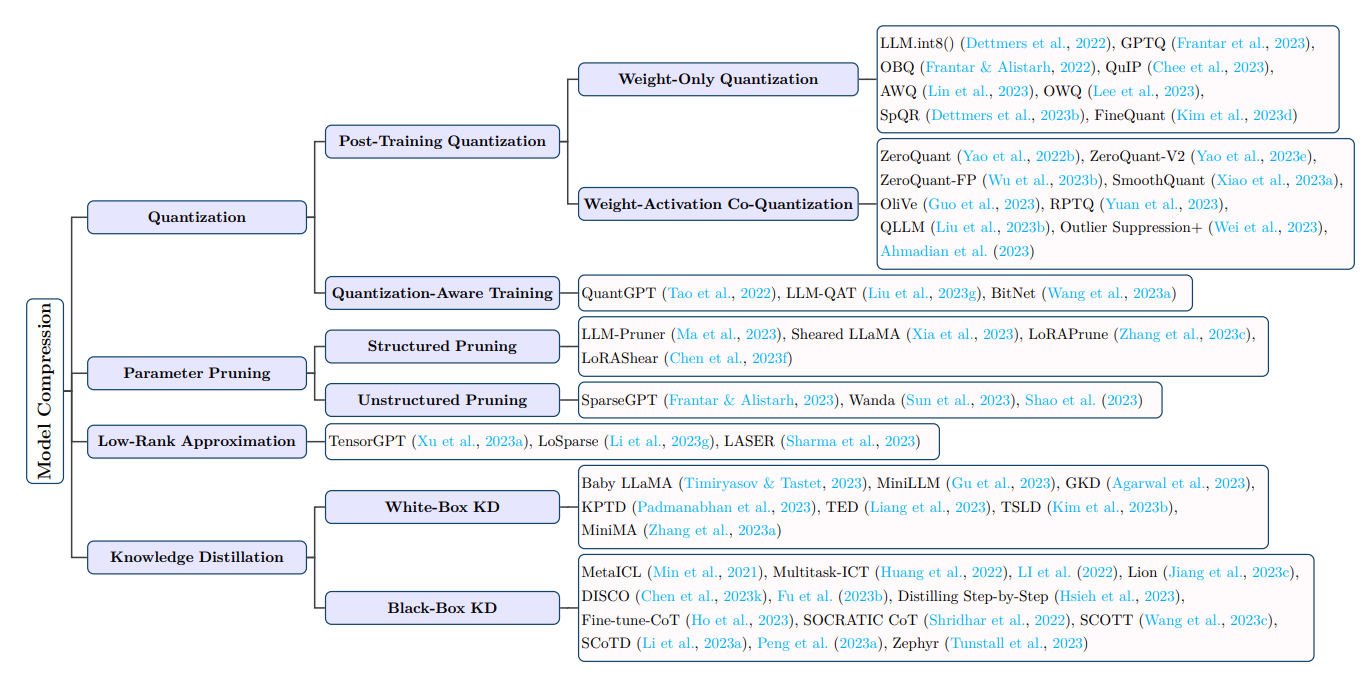 Model Compression
Quantization
Post-Training Quantization
Weight-Only Quantization
LLM.int8() (Dettmers et al., 2022), GPTQ (Frantar et al., 2023),
OBQ (Frantar & Alistarh, 2022), QuIP (Chee et al., 2023),
AWQ (Lin et al., 2023), OWQ (Lee et al., 2023),
SpQR (Dettmers et al., 2023b), FineQuant (Kim et al., 2023d)
Weight-Activation Co-Quantization
ZeroQuant (Yao et al., 2022b), ZeroQuant-V2 (Yao et al., 2023e),
ZeroQuant-FP (Wu et al., 2023b), SmoothQuant (Xiao et al., 2023a),
OliVe (Guo et al., 2023), RPTQ (Yuan et al., 2023),
QLLM (Liu et al., 2023b), Outlier Suppression+ (Wei et al., 2023),
Ahmadian et al. (2023)
Quantization-Aware Training
QuantGPT (Tao et al., 2022), LLM-QAT (Liu et al., 2023g), BitNet (Wang et al., 2023a)
Parameter Pruning
Structured Pruning
LLM-Pruner (Ma et al., 2023), Sheared LLaMA (Xia et al., 2023), LoRAPrune (Zhang et al., 2023c),
LoRAShear (Chen et al., 2023f)
Unstructured Pruning
SparseGPT (Frantar & Alistarh, 2023), Wanda (Sun et al., 2023), Shao et al. (2023)
Low-Rank Approximation
TensorGPT (Xu et al., 2023a), LoSparse (Li et al., 2023g), LASER (Sharma et al., 2023)
Knowledge Distillation
White-Box KD
Baby LLaMA (Timiryasov & Tastet, 2023), MiniLLM (Gu et al., 2023), GKD (Agarwal et al., 2023),
KPTD (Padmanabhan et al., 2023), TED (Liang et al., 2023), TSLD (Kim et al., 2023b),
MiniMA (Zhang et al., 2023a)
Black-Box KD
MetaICL (Min et al., 2021), Multitask-ICT (Huang et al., 2022), LI et al. (2022), Lion (Jiang et al., 2023c),
DISCO (Chen et al., 2023k), Fu et al. (2023b), Distilling Step-by-Step (Hsieh et al., 2023),
Fine-tune-CoT (Ho et al., 2023), SOCRATIC CoT (Shridhar et al., 2022), SCOTT (Wang et al., 2023c),
SCoTD (Li et al., 2023a), Peng et al. (2023a), Zephyr (Tunstall et al., 2023)